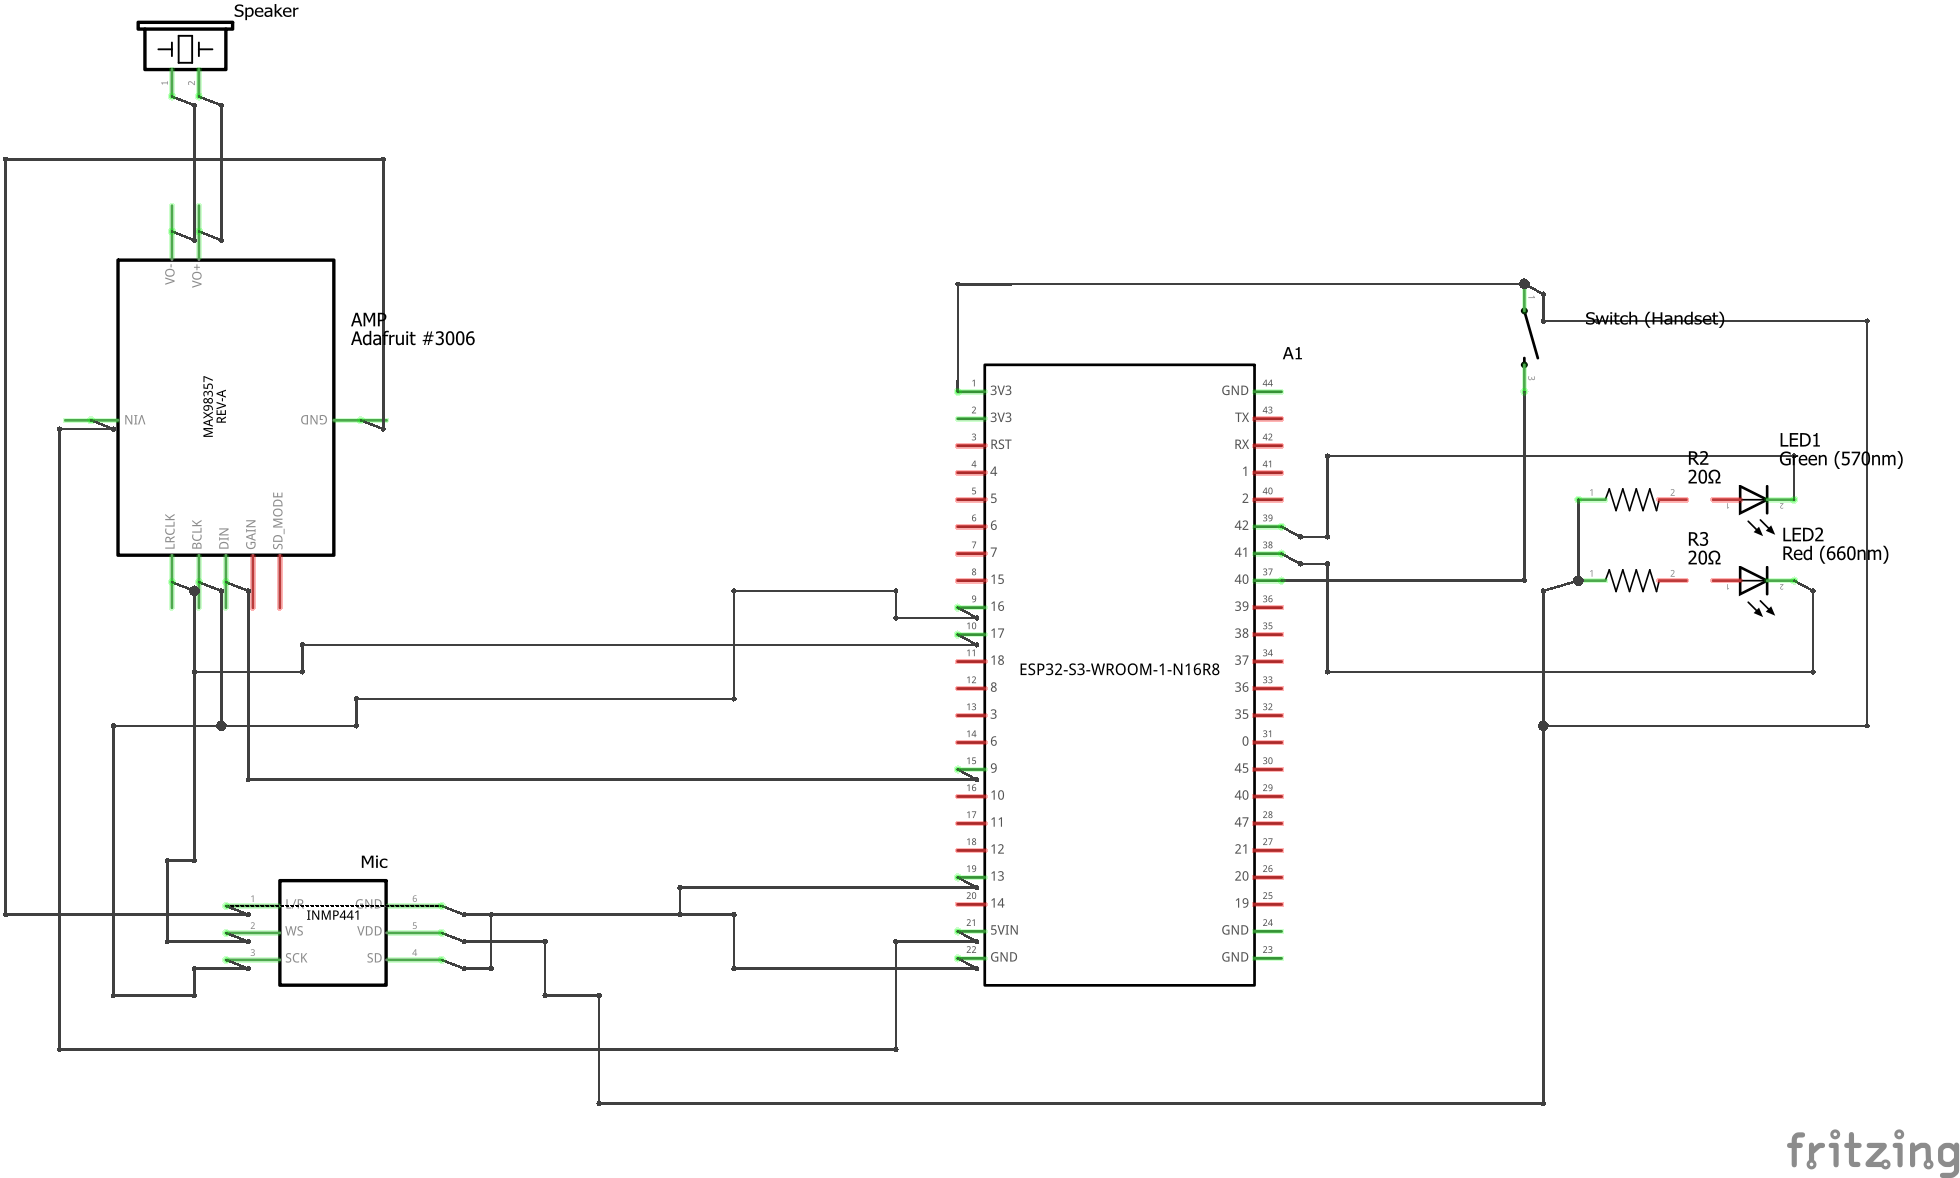 Speaker
1
2
VO-
VO+
AMP
Adafruit #3006
MAX98357
REV-A
VIN
GND
LRCLK
BCLK
DIN
GAIN
SD_MODE
Mic
INMP441
1 L/R
2 WS
3 SCK
GND 6
VDD 5
SD 4
A1
ESP32-S3-WROOM-1-N16R8
1 3V3
2 3V3
3 RST
4 4
5 5
6 6
7 7
8 15
9 16
10 17
11 18
12 8
13 3
14 6
15 9
16 10
17 11
18 12
19 13
20 14
21 5VIN
22 GND
GND 44
TX 43
RX 42
1 41
2 40
42 39
41 38
40 37
39 36
38 35
37 34
36 33
35 32
0 31
45 30
40 29
47 28
21 27
20 26
19 25
GND 24
GND 23
1
Switch (Handset)
3
LED1
Green (570nm)
R2
20Ω
1
2
1
2
LED2
Red (660nm)
R3
20Ω
1
2
1
2
fritzing